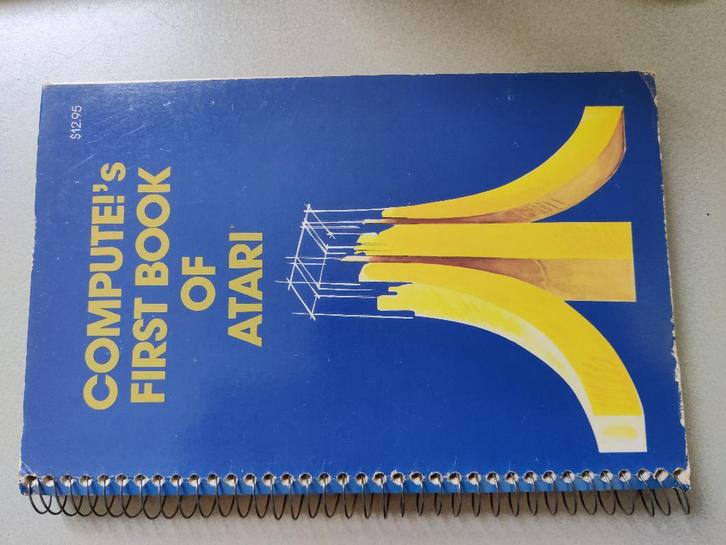 $12.95
COMPUTE!'s
FIRST BOOK
OF
ATARI